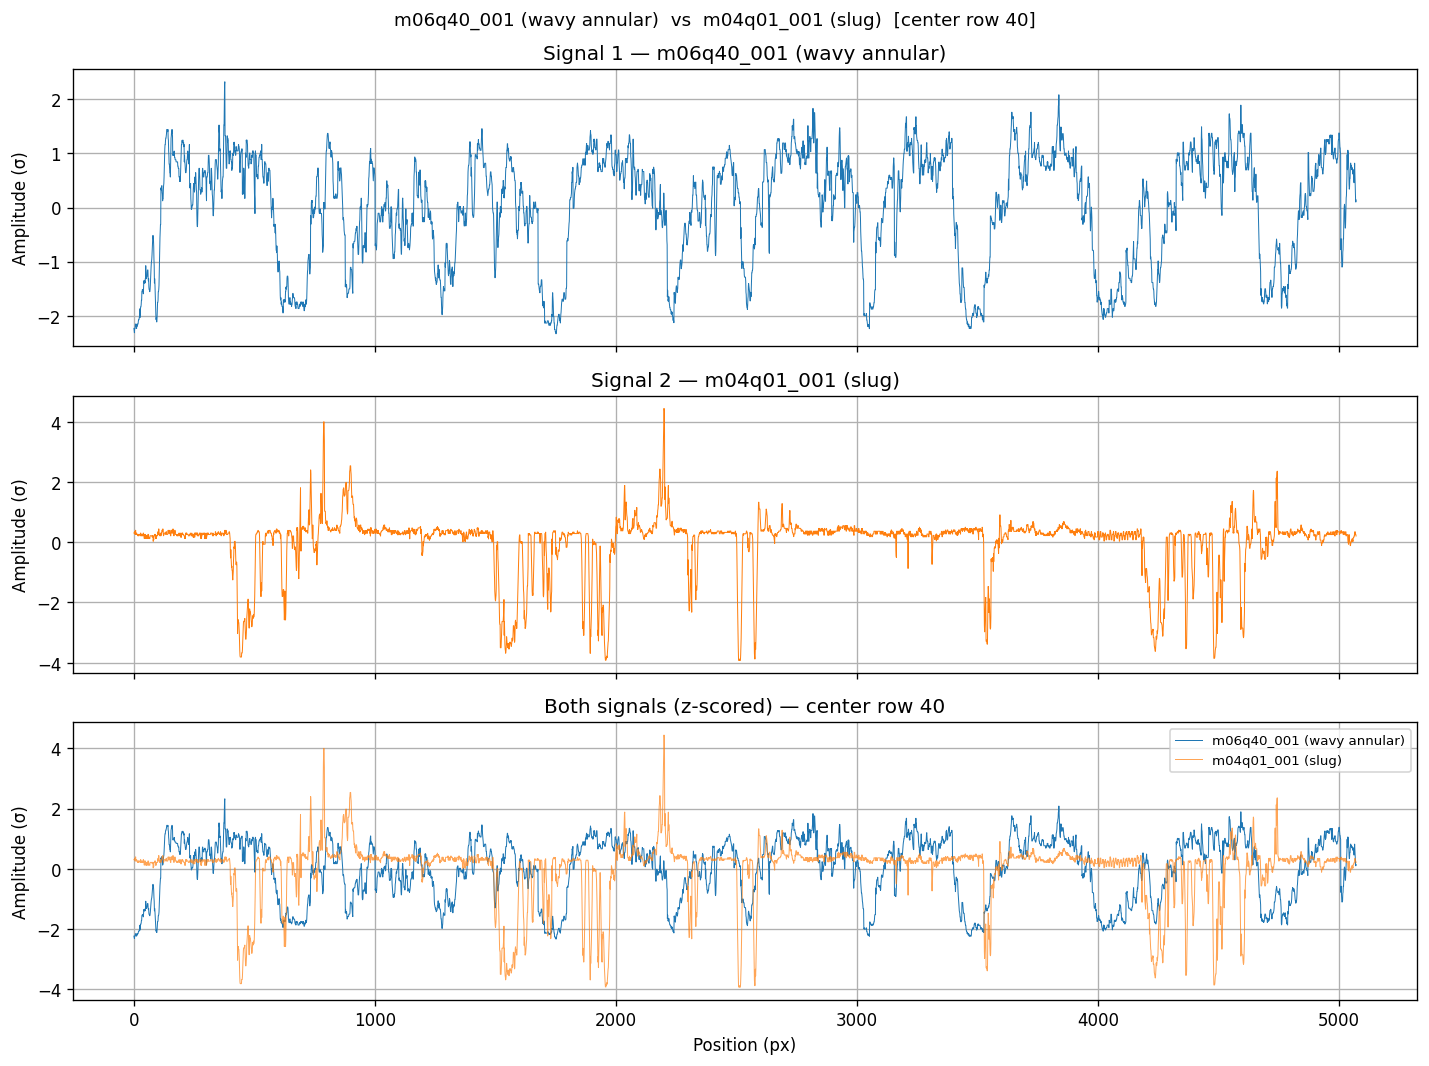 m06q40_001 (wavy annular)  vs  m04q01_001 (slug)  [center row 40]
Signal 1 — m06q40_001 (wavy annular)
Amplitude (σ)
2
1
0
−1
−2
Signal 2 — m04q01_001 (slug)
Amplitude (σ)
4
2
0
−2
−4
Both signals (z-scored) — center row 40
Amplitude (σ)
4
2
0
−2
−4
m06q40_001 (wavy annular)
m04q01_001 (slug)
0 1000 2000 3000 4000 5000
Position (px)